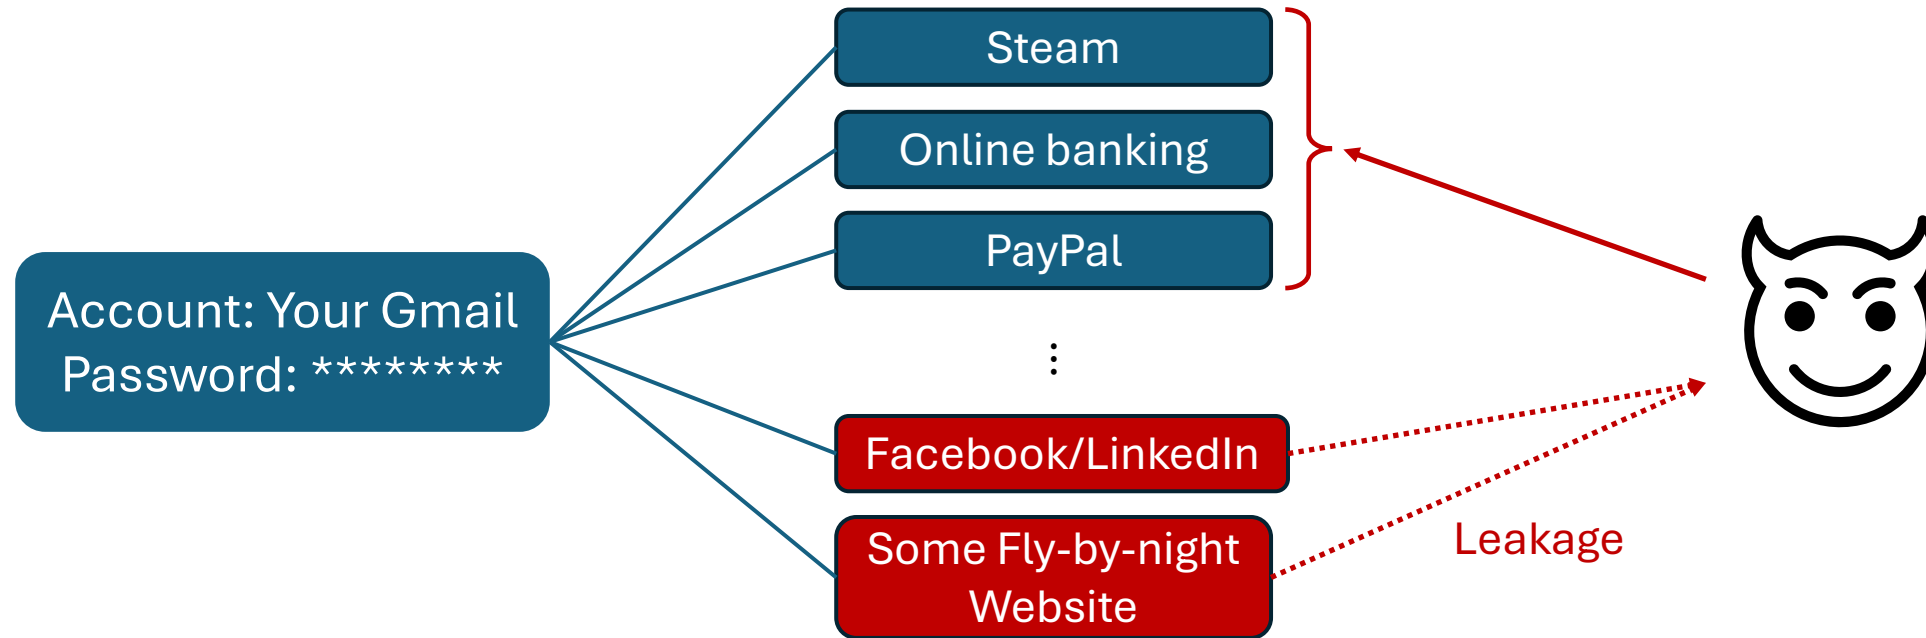 Steam
Online banking
PayPal
Account: Your Gmail
Password: ********
⋮
Facebook/LinkedIn
Some Fly-by-night
Website
Leakage